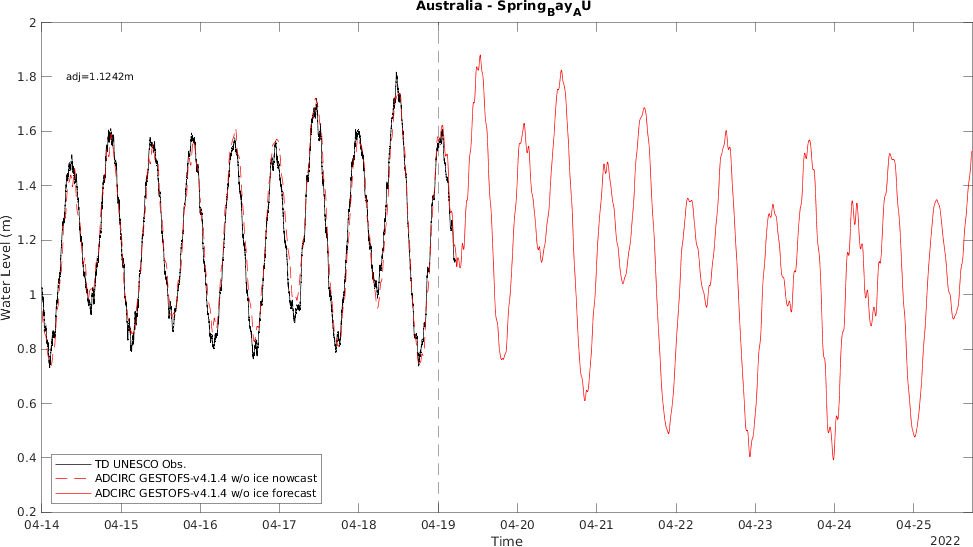 Australia - SpringBayAU
adj=1.1242m
Water Level (m)
2
1.8
1.6
1.4
1.2
1
0.8
0.6
0.4
0.2
TD UNESCO Obs.
ADCIRC GESTOFS-v4.1.4 w/o ice nowcast
ADCIRC GESTOFS-v4.1.4 w/o ice forecast
04-14 04-15 04-16 04-17 04-18 04-19 04-20 04-21 04-22 04-23 04-24 04-25
Time
2022